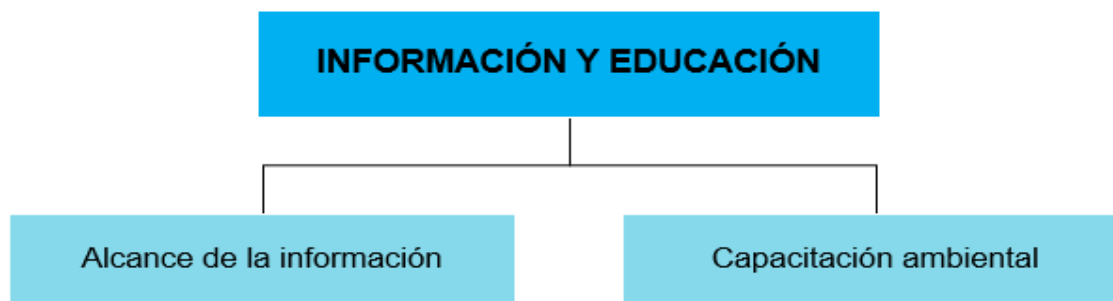 INFORMACIÓN Y EDUCACIÓN
Alcance de la información
Capacitación ambiental